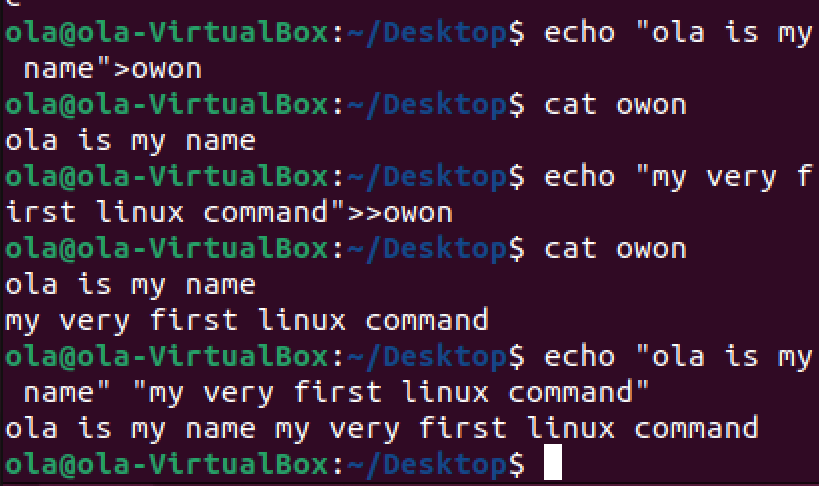 ola@ola-VirtualBox:~/Desktop$ echo "ola is my
 name">owon
ola@ola-VirtualBox:~/Desktop$ cat owon
ola is my name
ola@ola-VirtualBox:~/Desktop$ echo "my very f
irst linux command">>owon
ola@ola-VirtualBox:~/Desktop$ cat owon
ola is my name
my very first linux command
ola@ola-VirtualBox:~/Desktop$ echo "ola is my
 name" "my very first linux command"
ola is my name my very first linux command
ola@ola-VirtualBox:~/Desktop$